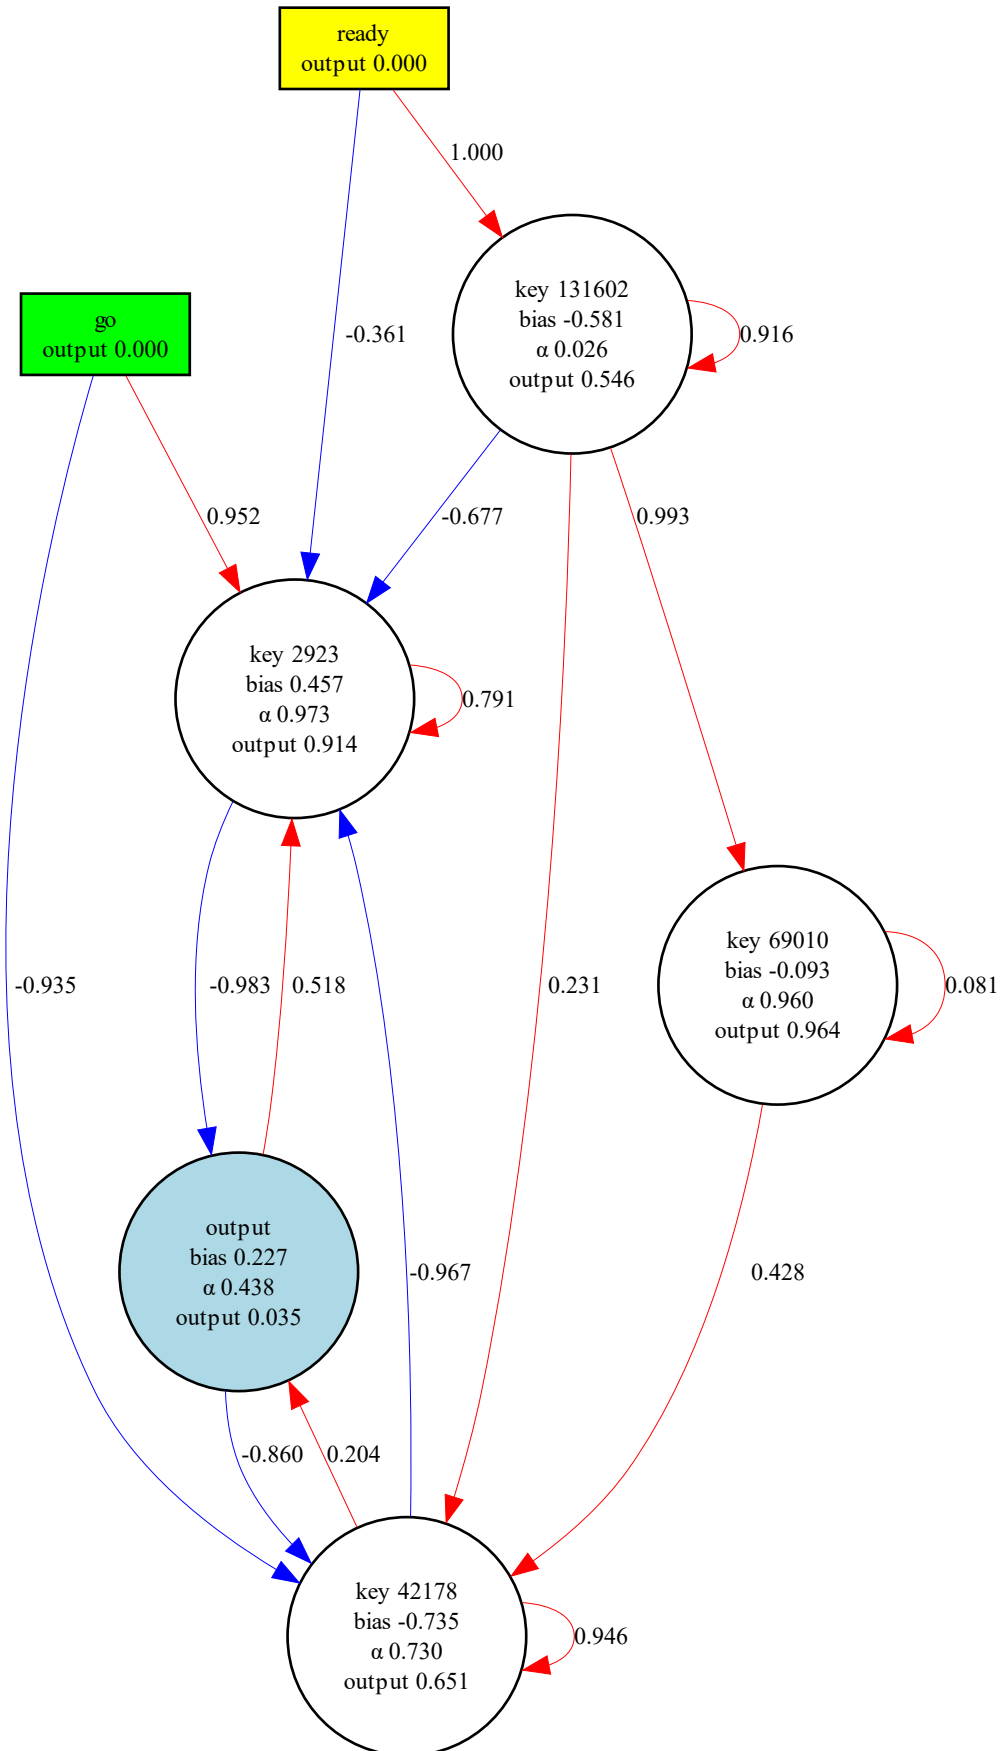 ready
output 0.000
1.000
go
output 0.000
-0.361
key 131602
bias -0.581
α 0.026
output 0.546
0.916
0.952
-0.677
0.993
key 2923
bias 0.457
α 0.973
output 0.914
0.791
-0.935
-0.983
0.518
0.231
key 69010
bias -0.093
α 0.960
output 0.964
0.081
output
bias 0.227
α 0.438
output 0.035
-0.967
0.428
-0.860
0.204
key 42178
bias -0.735
α 0.730
output 0.651
0.946